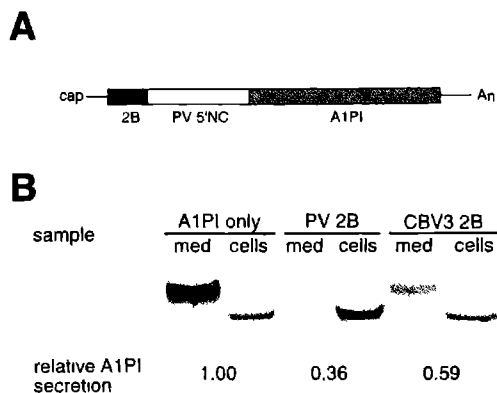 A
cap
An
2B PV 5'NC A1PI
B
A1PI only PV 2B CBV3 2B
sample
med cells med cells med cells
relative A1PI
secretion
1.00 0.36 0.59